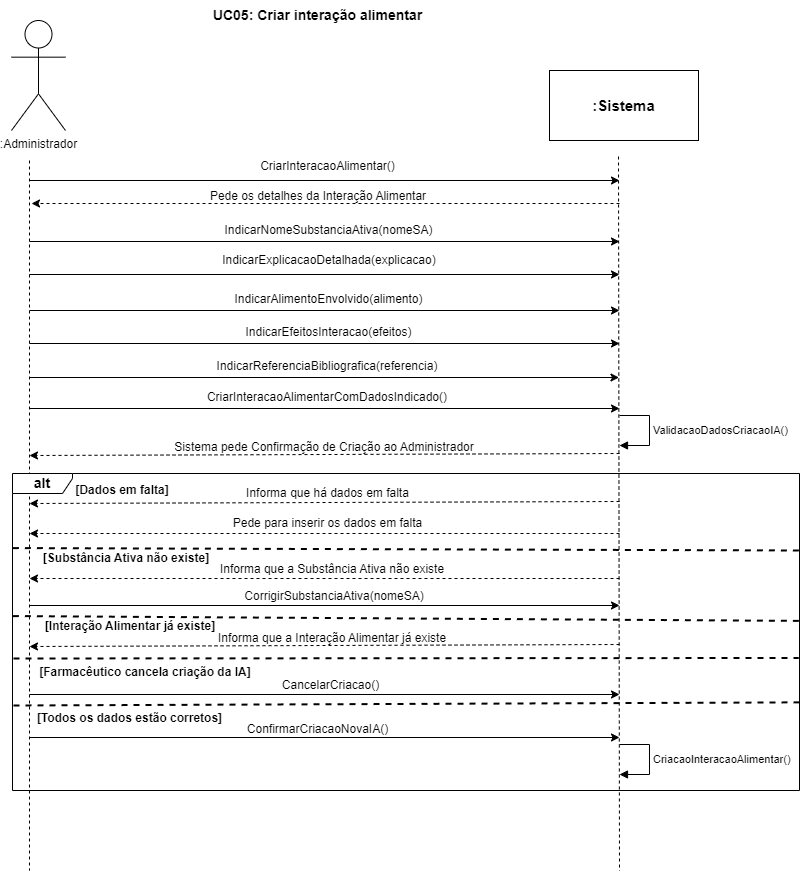 UC05: Criar interação alimentar
:Sistema
:Administrador
CriarInteracaoAlimentar()
Pede os detalhes da Interação Alimentar
IndicarNomeSubstanciaAtiva(nomeSA)
IndicarExplicacaoDetalhada(explicacao)
IndicarAlimentoEnvolvido(alimento)
IndicarEfeitosInteracao(efeitos)
IndicarReferenciaBibliografica(referencia)
CriarInteracaoAlimentarComDadosIndicado()
ValidacaoDadosCriacaoIA()
Sistema pede Confirmação de Criação ao Administrador
alt
[Dados em falta]
Informa que há dados em falta
Pede para inserir os dados em falta
[Substância Ativa não existe]
Informa que a Substância Ativa não existe
CorrigirSubstanciaAtiva(nomeSA)
[Interação Alimentar já existe]
Informa que a Interação Alimentar já existe
[Farmacêutico cancela criação da IA]
CancelarCriacao()
[Todos os dados estão corretos]
ConfirmarCriacaoNovaIA()
CriacaoInteracaoAlimentar()